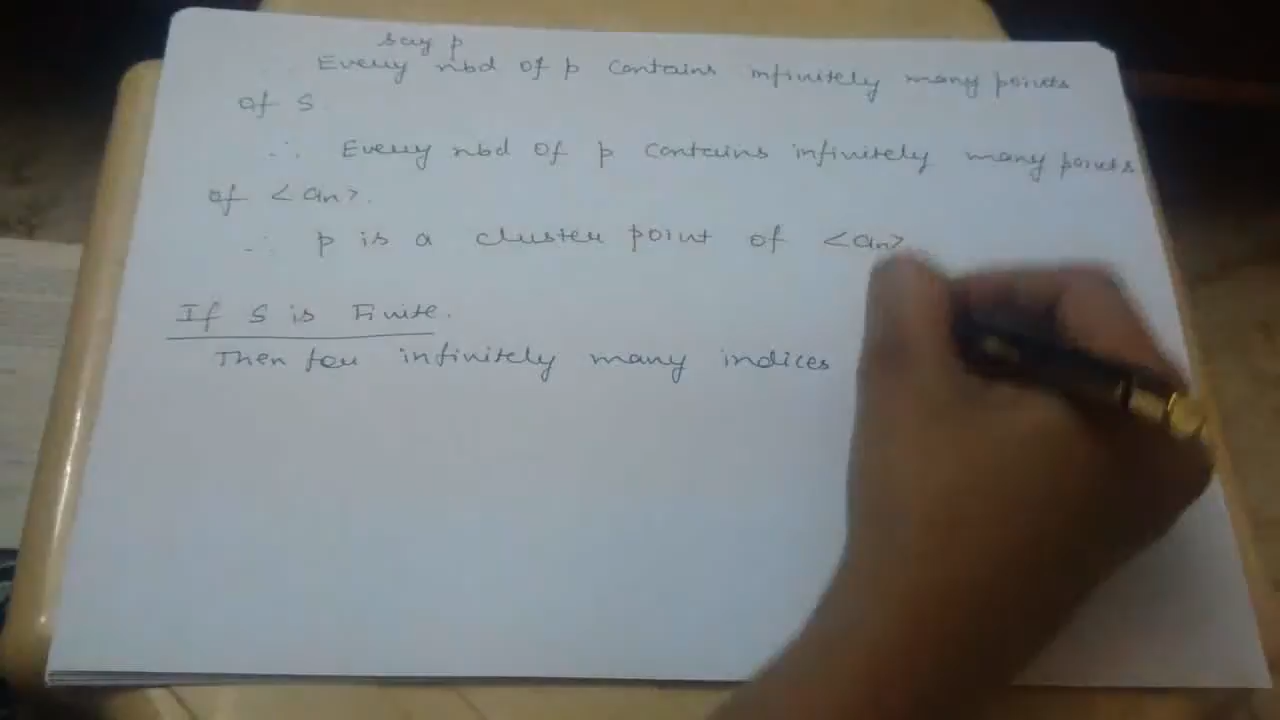 say p
Every nbd of p contains infinitely many points
of S
∴ Every nbd of p contains infinitely many points
of <an>.
∴ p is a cluster point of <an>
If S is Finite.
Then for infinitely many indices